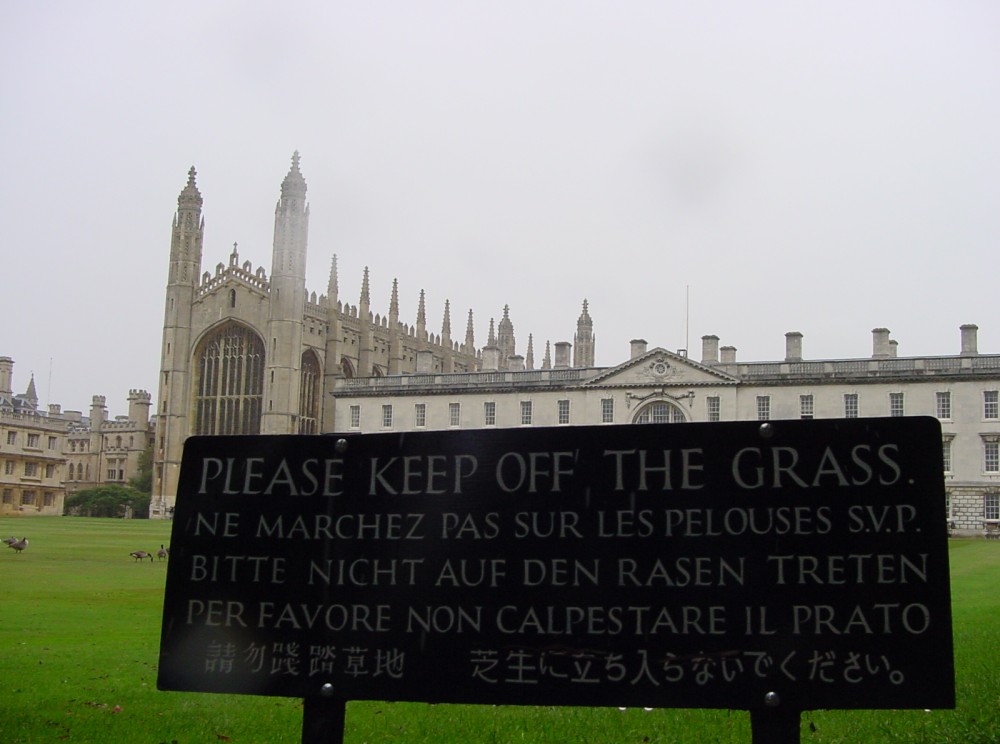 PLEASE KEEP OFF THE GRASS.
NE MARCHEZ PAS SUR LES PELOUSES S.V.P.
BITTE NICHT AUF DEN RASEN TRETEN
PER FAVORE NON CALPESTARE IL PRATO
請勿踐踏草地 芝生に立ち入らないでください。